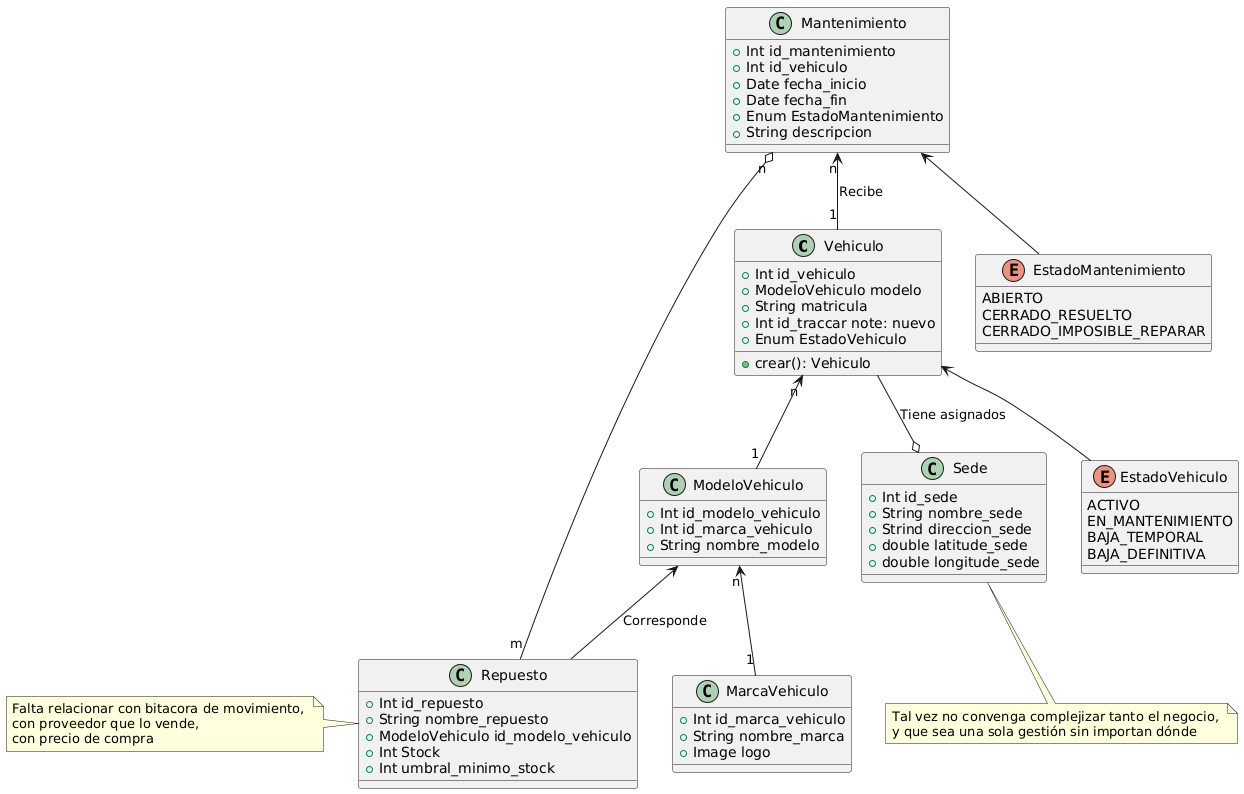 C Mantenimiento
Int id_mantenimiento
Int id_vehiculo
Date fecha_inicio
Date fecha_fin
Enum EstadoMantenimiento
String descripcion
n
n
Recibe
1
C Vehiculo
Int id_vehiculo
ModeloVehiculo modelo
String matricula
Int id_traccar note: nuevo
Enum EstadoVehiculo
crear(): Vehiculo
E EstadoMantenimiento
ABIERTO
CERRADO_RESUELTO
CERRADO_IMPOSIBLE_REPARAR
n
Tiene asignados
1
C ModeloVehiculo
Int id_modelo_vehiculo
Int id_marca_vehiculo
String nombre_modelo
C Sede
Int id_sede
String nombre_sede
Strind direccion_sede
double latitude_sede
double longitude_sede
E EstadoVehiculo
ACTIVO
EN_MANTENIMIENTO
BAJA_TEMPORAL
BAJA_DEFINITIVA
n
Corresponde
m
1
C Repuesto
Int id_repuesto
String nombre_repuesto
ModeloVehiculo id_modelo_vehiculo
Int Stock
Int umbral_minimo_stock
C MarcaVehiculo
Int id_marca_vehiculo
String nombre_marca
Image logo
Falta relacionar con bitacora de movimiento,
con proveedor que lo vende,
con precio de compra
Tal vez no convenga complejizar tanto el negocio,
y que sea una sola gestión sin importan dónde